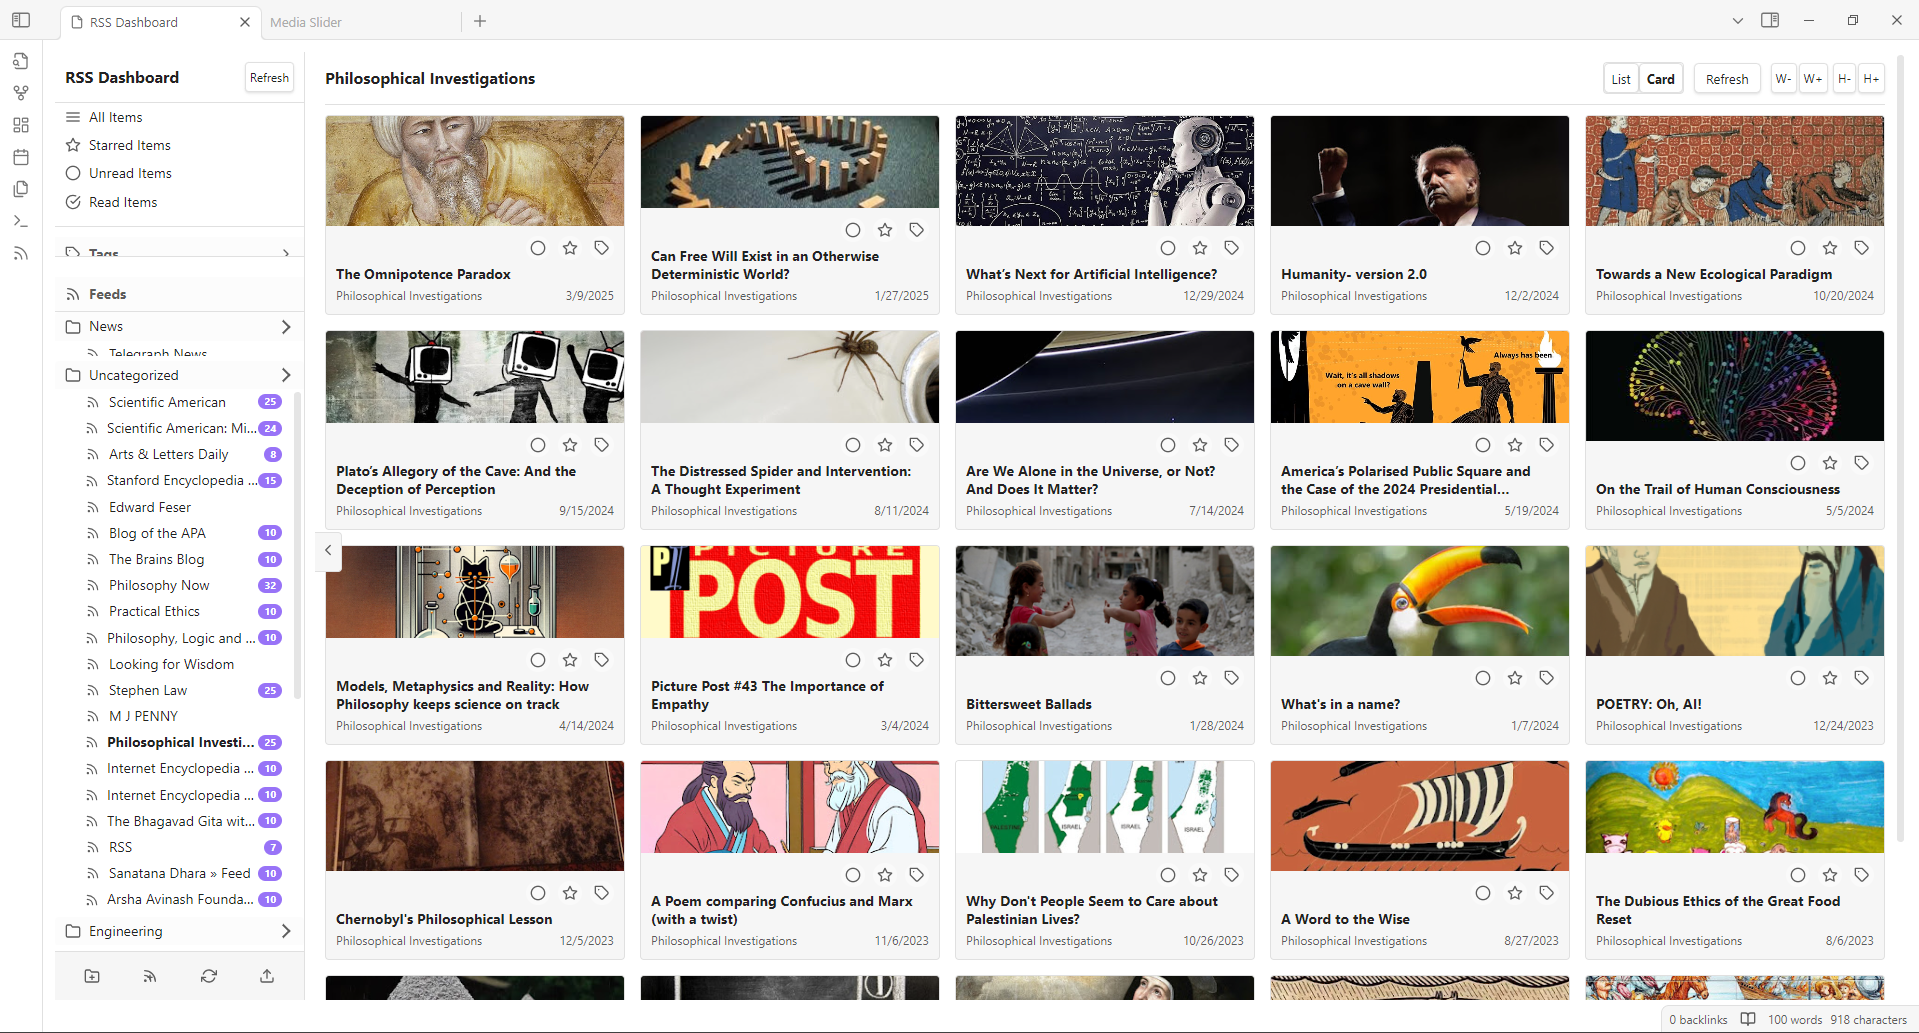 RSS Dashboard
Media Slider
RSS Dashboard
Refresh
All Items
Starred Items
Unread Items
Read Items
Tags
Feeds
News
Telegraph News
Uncategorized
Scientific American 25
Scientific American: Mi... 24
Arts & Letters Daily 8
Stanford Encyclopedia ... 15
Edward Feser
Blog of the APA 10
The Brains Blog 10
Philosophy Now 32
Practical Ethics 10
Philosophy, Logic and ... 10
Looking for Wisdom
Stephen Law 25
M J PENNY
Philosophical Investi... 25
Internet Encyclopedia ... 10
Internet Encyclopedia ... 10
The Bhagavad Gita wit... 10
RSS 7
Sanatana Dhara » Feed 10
Arsha Avinash Founda... 10
Engineering
Philosophical Investigations
List Card Refresh W- W+ H- H+
The Omnipotence Paradox
Philosophical Investigations 3/9/2025
Can Free Will Exist in an Otherwise
Deterministic World?
Philosophical Investigations 1/27/2025
What's Next for Artificial Intelligence?
Philosophical Investigations 12/29/2024
Humanity- version 2.0
Philosophical Investigations 12/2/2024
Towards a New Ecological Paradigm
Philosophical Investigations 10/20/2024
Plato's Allegory of the Cave: And the
Deception of Perception
Philosophical Investigations 9/15/2024
The Distressed Spider and Intervention:
A Thought Experiment
Philosophical Investigations 8/11/2024
Are We Alone in the Universe, or Not?
And Does It Matter?
Philosophical Investigations 7/14/2024
Always has been
Wait, it's all shadows
on a cave wall?
America's Polarised Public Square and
the Case of the 2024 Presidential...
Philosophical Investigations 5/19/2024
On the Trail of Human Consciousness
Philosophical Investigations 5/5/2024
Models, Metaphysics and Reality: How
Philosophy keeps science on track
Philosophical Investigations 4/14/2024
PICTURE
POST
Picture Post #43 The Importance of
Empathy
Philosophical Investigations 3/4/2024
Bittersweet Ballads
Philosophical Investigations 1/28/2024
What's in a name?
Philosophical Investigations 1/7/2024
POETRY: Oh, AI!
Philosophical Investigations 12/24/2023
Chernobyl's Philosophical Lesson
Philosophical Investigations 12/5/2023
A Poem comparing Confucius and Marx
(with a twist)
Philosophical Investigations 11/6/2023
PALESTINE ISRAEL ISRAEL ISRAEL
Why Don't People Seem to Care about
Palestinian Lives?
Philosophical Investigations 10/26/2023
A Word to the Wise
Philosophical Investigations 8/27/2023
The Dubious Ethics of the Great Food
Reset
Philosophical Investigations 8/6/2023
0 backlinks 100 words 918 characters